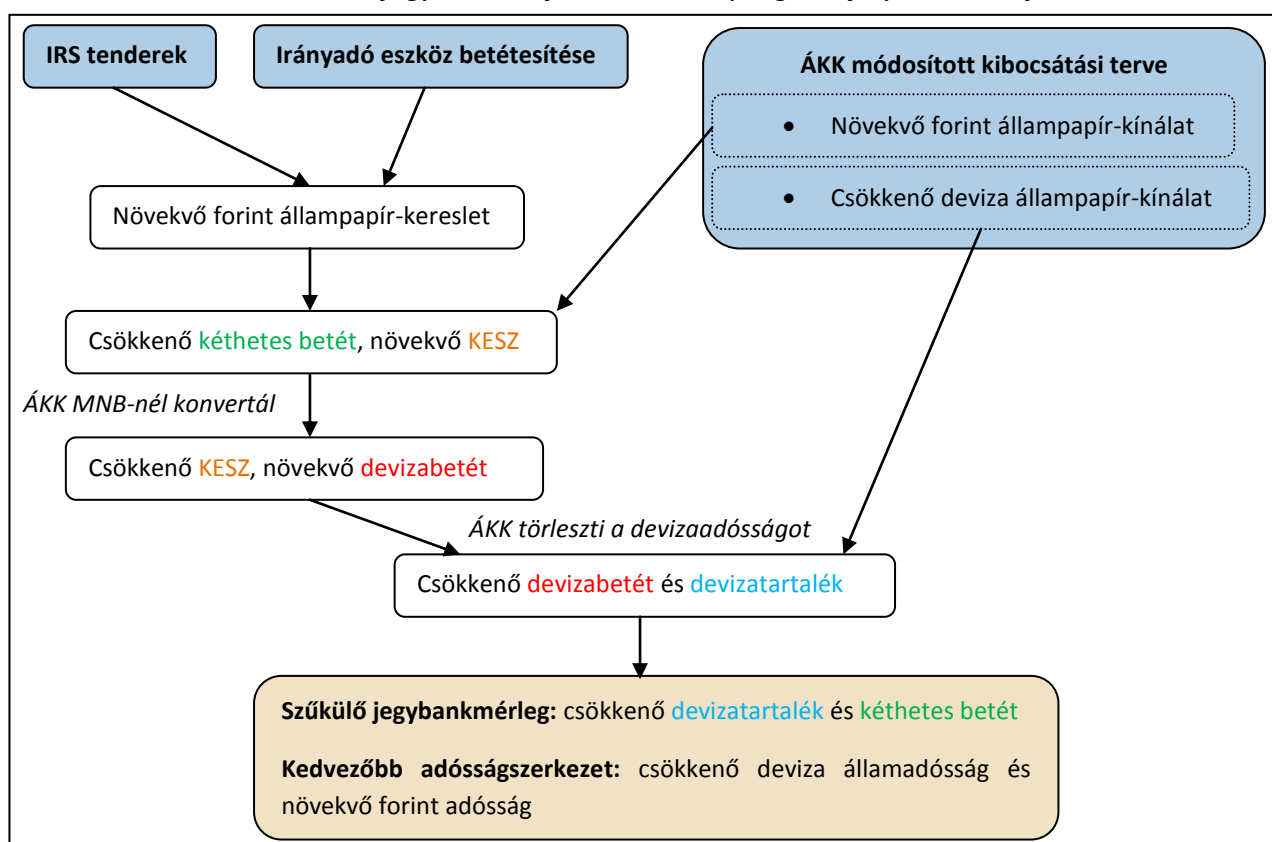 IRS tenderek
Irányadó eszköz betétesítése
ÁKK módosított kibocsátási terve
• Növekvő forint állampapír-kínálat
• Csökkenő deviza állampapír-kínálat
Növekvő forint állampapír-kereslet
Csökkenő kéthetes betét, növekvő KESZ
ÁKK MNB-nél konvertál
Csökkenő KESZ, növekvő devizabetét
ÁKK törleszti a devizaadósságot
Csökkenő devizabetét és devizatartalék
Szűkülő jegybankmérleg: csökkenő devizatartalék és kéthetes betét
Kedvezőbb adósságszerkezet: csökkenő deviza államadósság és
növekvő forint adósság